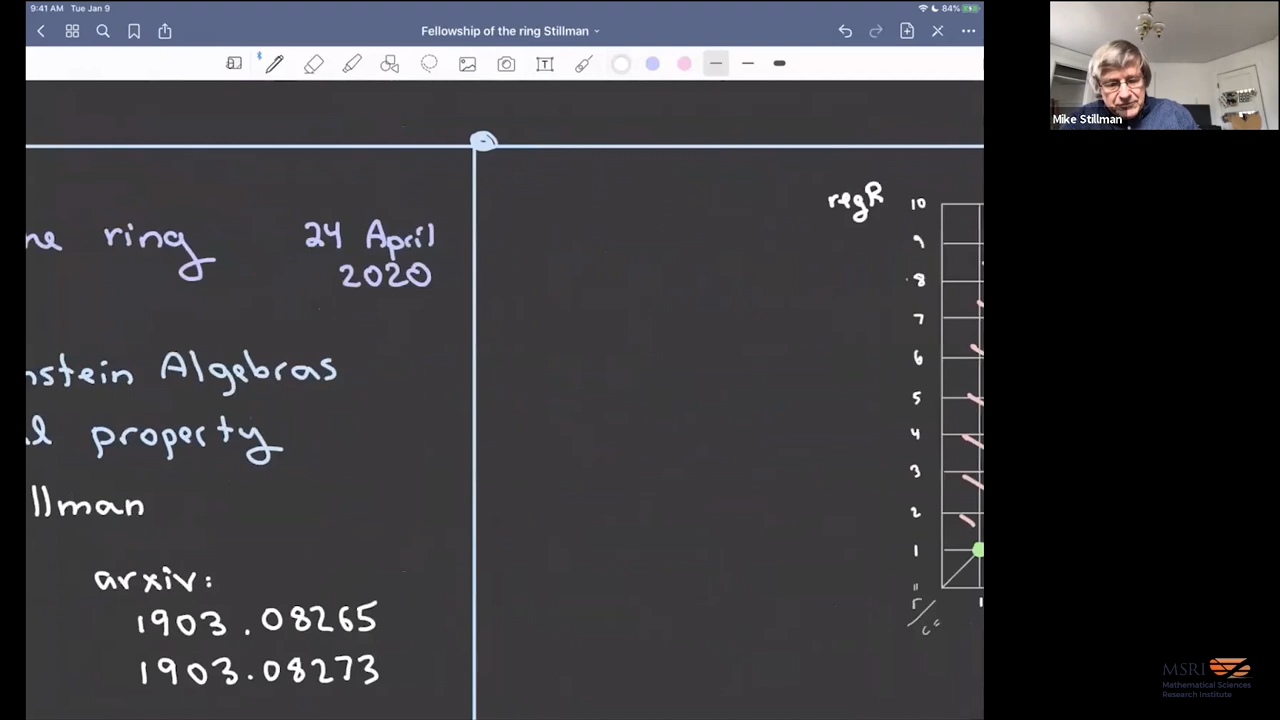 9:41 AM Tue Jan 9
84%
Fellowship of the ring Stillman
ring 24 April
2020
nstein Algebras
property
llman
arxiv:
1903.08265
1903.08273
reg R
10
9
8
7
6
5
4
3
2
1
r/c
1
Mike Stillman
MSRI
Mathematical Sciences
Research Institute